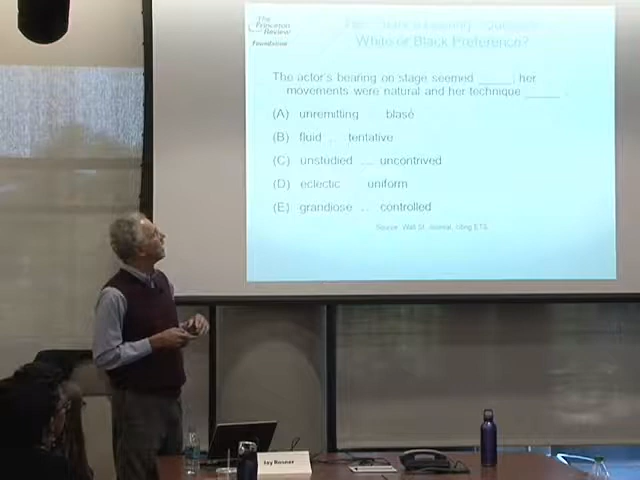 The
Princeton
Review
Foundation
White or Black Preference?
The actor's bearing on stage seemed _____; her
movements were natural and her technique _____ .
(A) unremitting ... blasé
(B) fluid ... tentative
(C) unstudied ... uncontrived
(D) eclectic ... uniform
(E) grandiose ... controlled
Source: Wall St. Journal, citing ETS
Jay Rosner